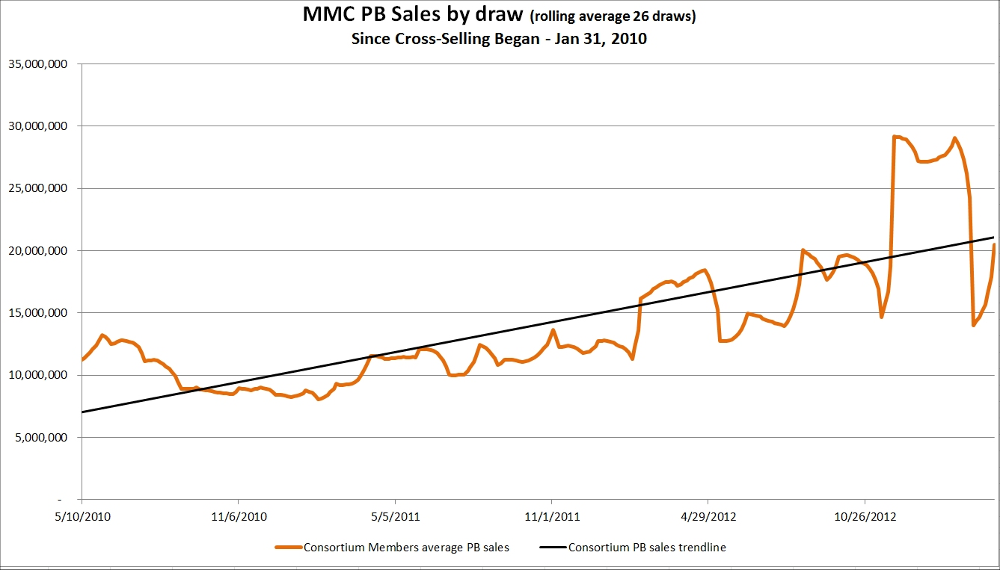 MMC PB Sales by draw (rolling average 26 draws)
Since Cross-Selling Began - Jan 31, 2010
35,000,000
30,000,000
25,000,000
20,000,000
15,000,000
10,000,000
5,000,000
-
5/10/2010 11/6/2010 5/5/2011 11/1/2011 4/29/2012 10/26/2012
Consortium Members average PB sales Consortium PB sales trendline